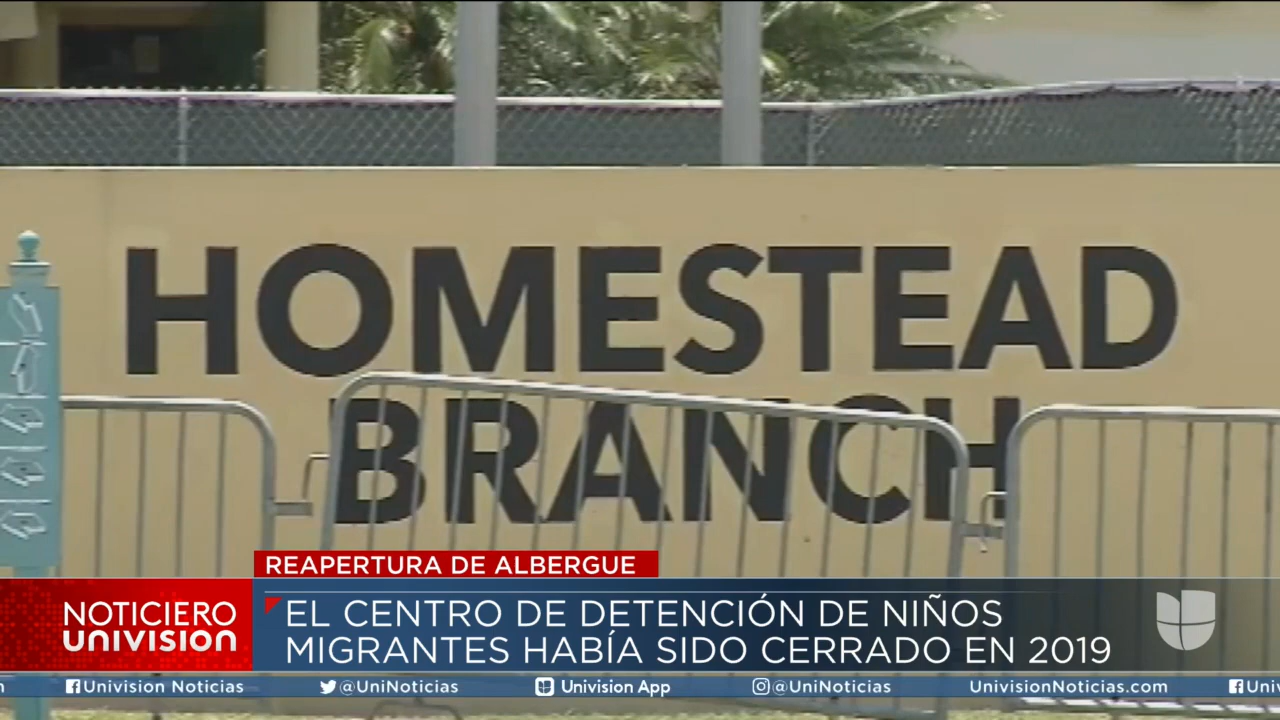 HOMESTEAD
BRANCH
REAPERTURA DE ALBERGUE
NOTICIERO
UNIVISION
EL CENTRO DE DETENCIÓN DE NIÑOS
MIGRANTES HABÍA SIDO CERRADO EN 2019
Univision Noticias @UniNoticias Univision App @UniNoticias UnivisionNoticias.com Uni